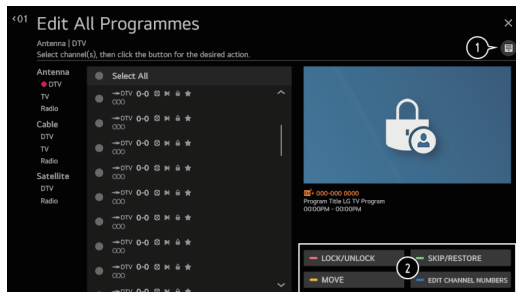 ‹01 Edit All Programmes ×
Antenna | DTV
Select channel(s), then click the button for the desired action.
1
Antenna
DTV
TV
Radio
Cable
DTV
TV
Radio
Satellite
DTV
Radio
Select All
DTV 0-0
000
DTV 0-0
000
DTV 0-0
000
DTV 0-0
000
DTV 0-0
000
DTV 0-0
000
DTV 0-0
000
DTV 0-0
000
DTV 0-0
000-000 0000
Program Title LG TV Program
00:00PM - 00:00PM
LOCK/UNLOCK
SKIP/RESTORE
2
MOVE
EDIT CHANNEL NUMBERS